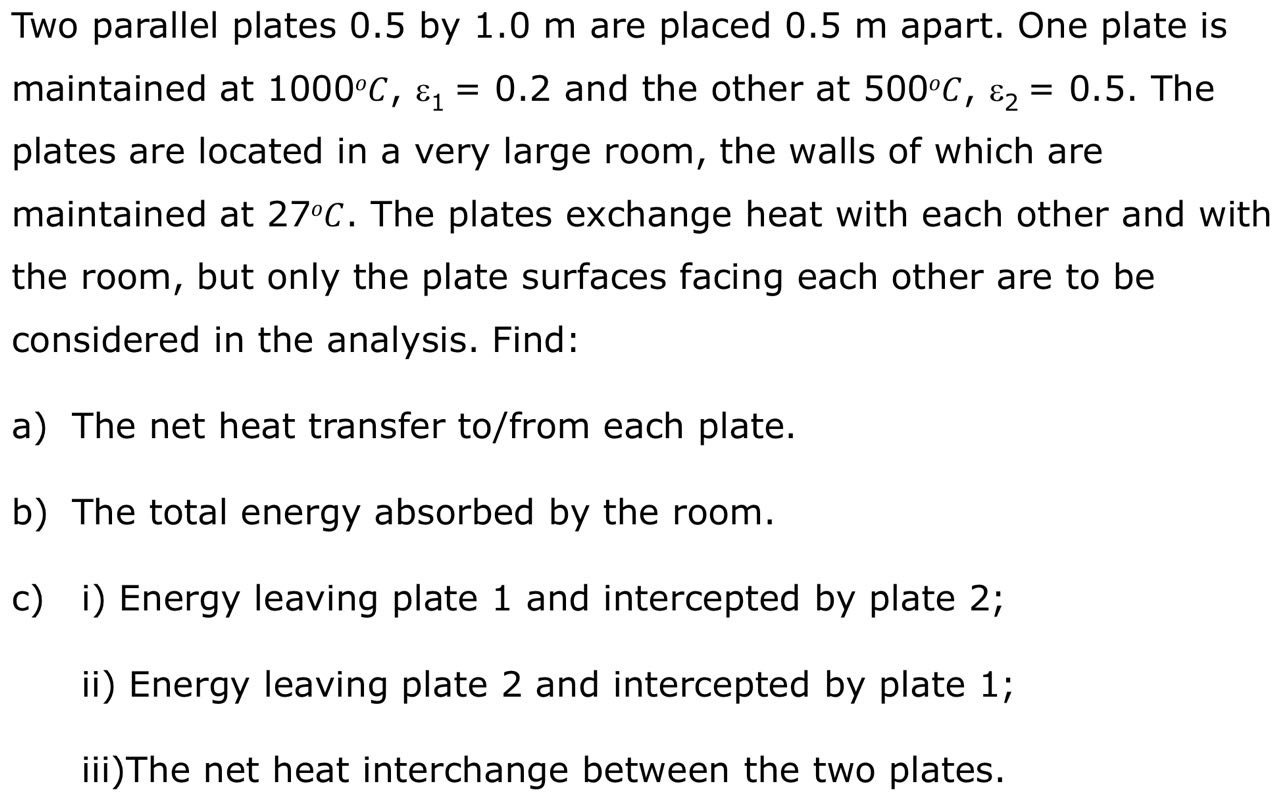 Two parallel plates 0.5 by 1.0 m are placed 0.5 m apart. One plate is
maintained at 1000°C, ε₁ = 0.2 and the other at 500°C, ε₂ = 0.5. The
plates are located in a very large room, the walls of which are
maintained at 27°C. The plates exchange heat with each other and with
the room, but only the plate surfaces facing each other are to be
considered in the analysis. Find:
a) The net heat transfer to/from each plate.
b) The total energy absorbed by the room.
c) i) Energy leaving plate 1 and intercepted by plate 2;
ii) Energy leaving plate 2 and intercepted by plate 1;
iii)The net heat interchange between the two plates.